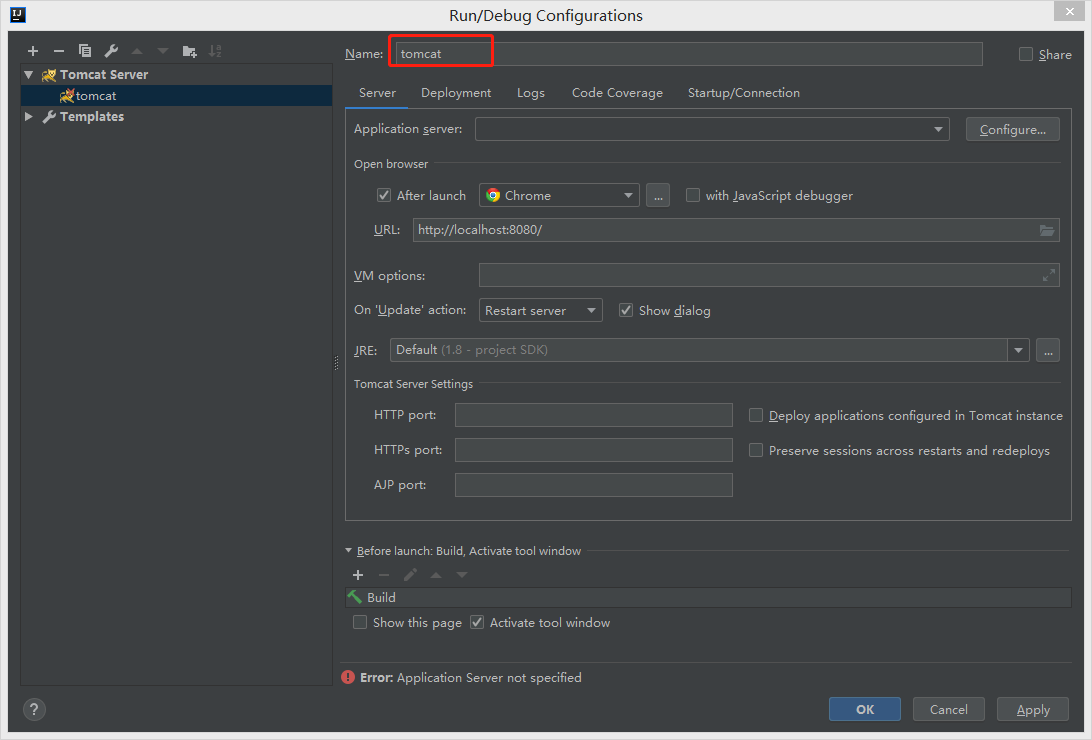 Run/Debug Configurations
Name: tomcat
Share
Tomcat Server
tomcat
Templates
Server Deployment Logs Code Coverage Startup/Connection
Application server: Configure...
Open browser
After launch Chrome ... with JavaScript debugger
URL: http://localhost:8080/
VM options:
On 'Update' action: Restart server Show dialog
JRE: Default (1.8 - project SDK) ...
Tomcat Server Settings
HTTP port: Deploy applications configured in Tomcat instance
HTTPs port: Preserve sessions across restarts and redeploys
AJP port:
Before launch: Build, Activate tool window
Build
Show this page Activate tool window
Error: Application Server not specified
? OK Cancel Apply